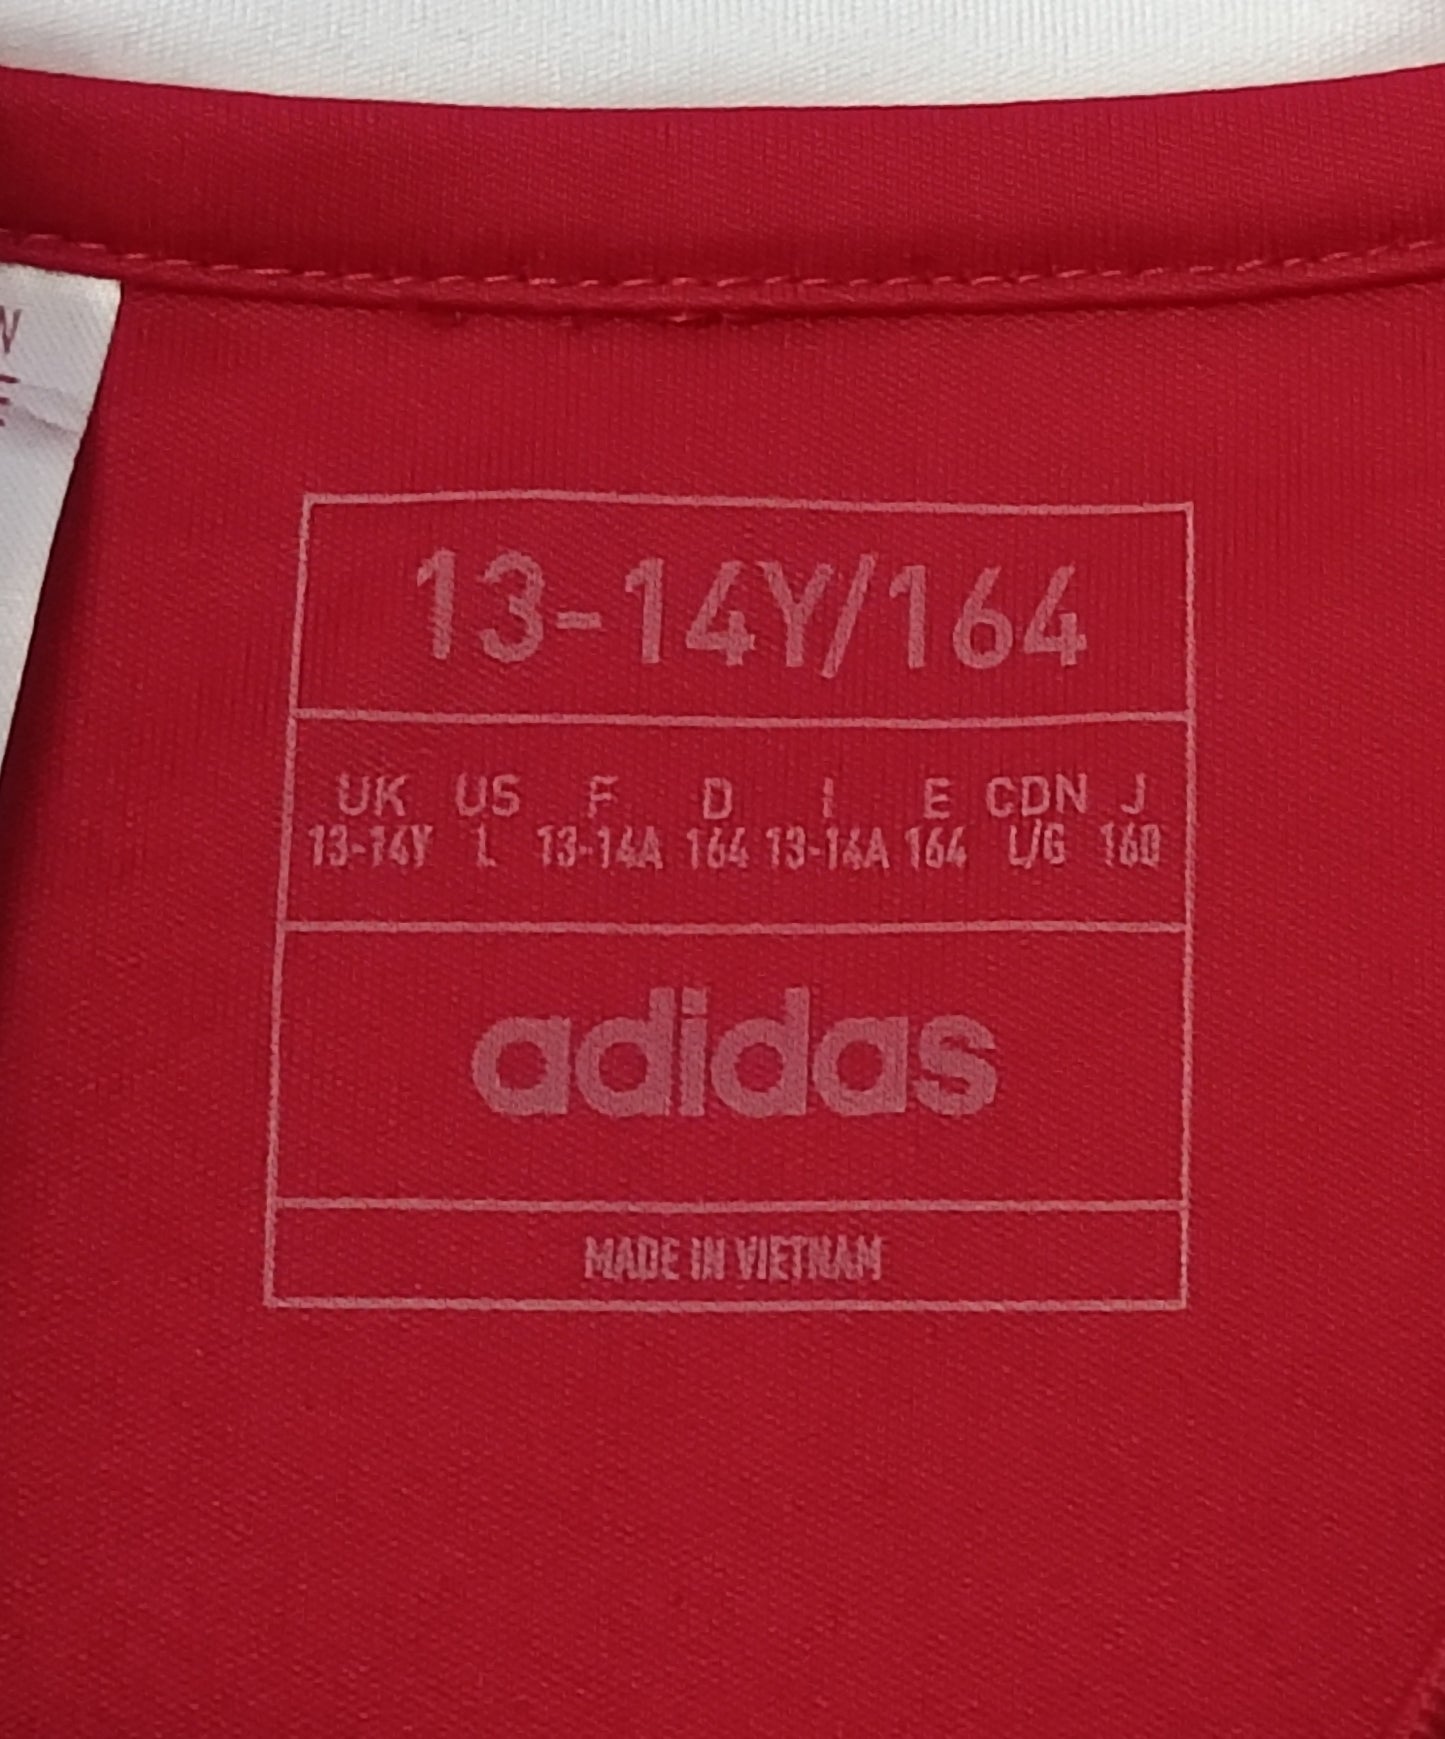 N
13-14Y/164
UK US F D I E CDN J
13-14Y L 13-14A 164 13-14A 164 L/G 160
adidas
MADE IN VIETNAM